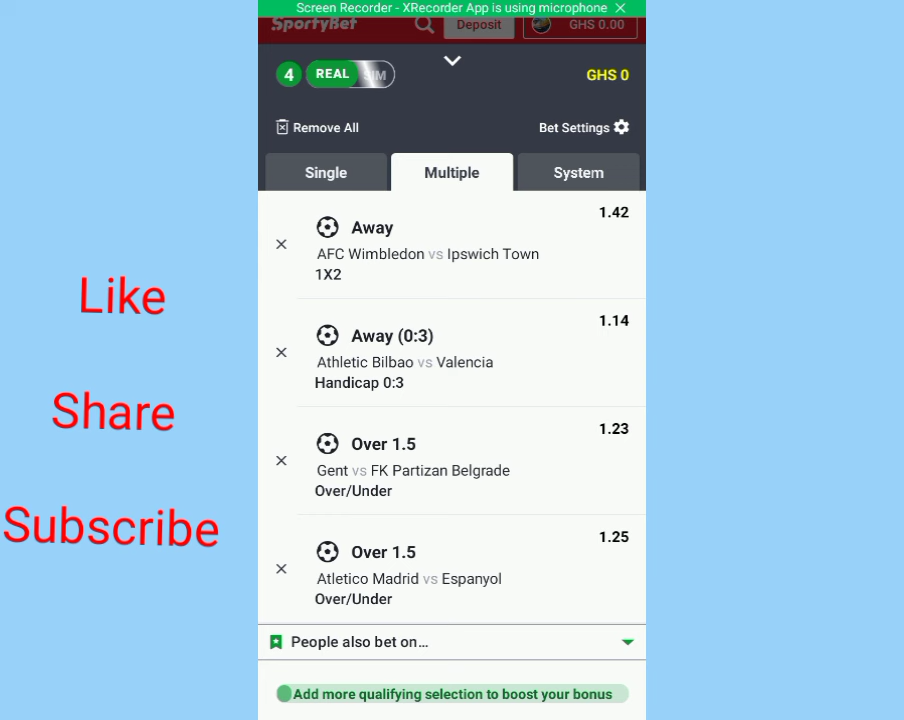 Screen Recorder - XRecorder App is using microphone
SportyBet Deposit GHS 0.00
4 REAL SIM GHS 0
Remove All Bet Settings
Single Multiple System
1.42
Away
AFC Wimbledon vs Ipswich Town
1X2
1.14
Away (0:3)
Athletic Bilbao vs Valencia
Handicap 0:3
1.23
Over 1.5
Gent vs FK Partizan Belgrade
Over/Under
1.25
Over 1.5
Atletico Madrid vs Espanyol
Over/Under
People also bet on...
Add more qualifying selection to boost your bonus
Like
Share
Subscribe